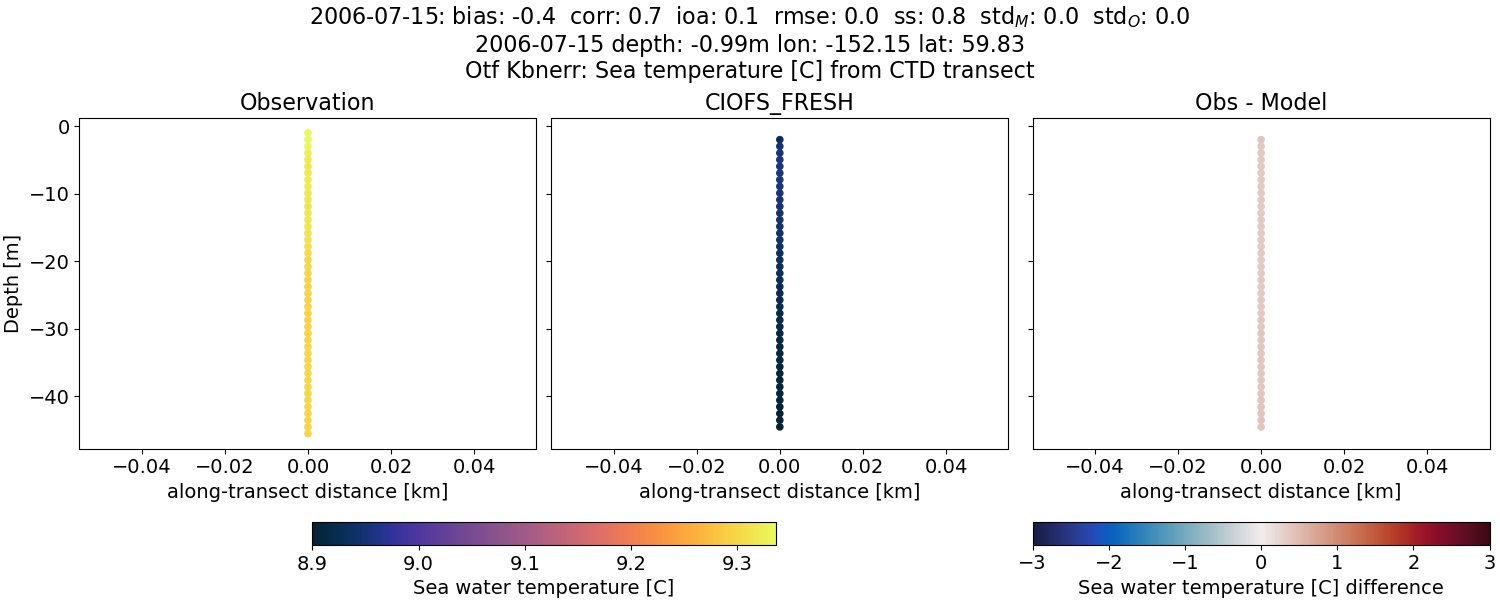 2006-07-15: bias: -0.4  corr: 0.7  ioa: 0.1  rmse: 0.0  ss: 0.8  std_M: 0.0  std_O: 0.0
2006-07-15 depth: -0.99m lon: -152.15 lat: 59.83
Otf Kbnerr: Sea temperature [C] from CTD transect
Observation
CIOFS_FRESH
Obs - Model
Depth [m]
0
−10
−20
−30
−40
−0.04 −0.02 0.00 0.02 0.04
−0.04 −0.02 0.00 0.02 0.04
−0.04 −0.02 0.00 0.02 0.04
along-transect distance [km]
along-transect distance [km]
along-transect distance [km]
8.9 9.0 9.1 9.2 9.3
Sea water temperature [C]
−3 −2 −1 0 1 2 3
Sea water temperature [C] difference